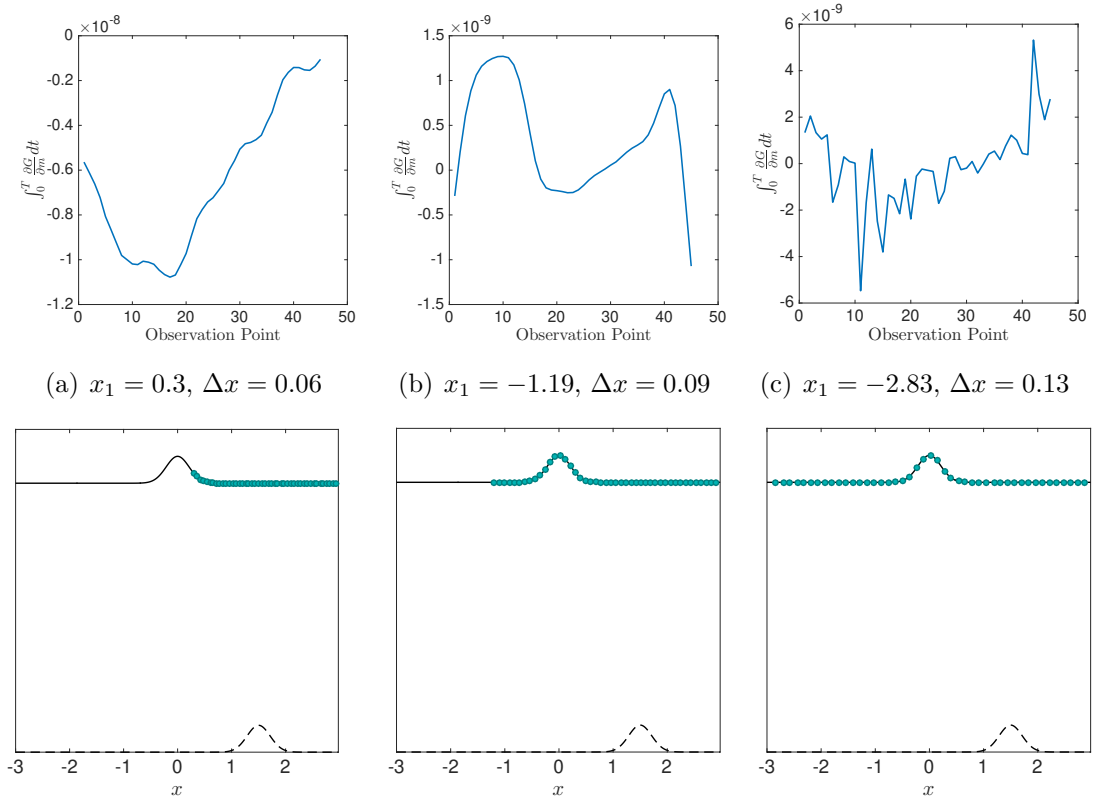 ×10⁻⁸
0
-0.2
-0.4
-0.6
-0.8
-1
-1.2
0 10 20 30 40 50
∫₀ᵀ ∂G/∂m dt
Observation Point
×10⁻⁹
1.5
1
0.5
0
-0.5
-1
-1.5
0 10 20 30 40 50
∫₀ᵀ ∂G/∂m dt
Observation Point
×10⁻⁹
6
4
2
0
-2
-4
-6
0 10 20 30 40 50
∫₀ᵀ ∂G/∂m dt
Observation Point
(a) x₁ = 0.3, Δx = 0.06
(b) x₁ = −1.19, Δx = 0.09
(c) x₁ = −2.83, Δx = 0.13
-3 -2 -1 0 1 2
x
-3 -2 -1 0 1 2
x
-3 -2 -1 0 1 2
x